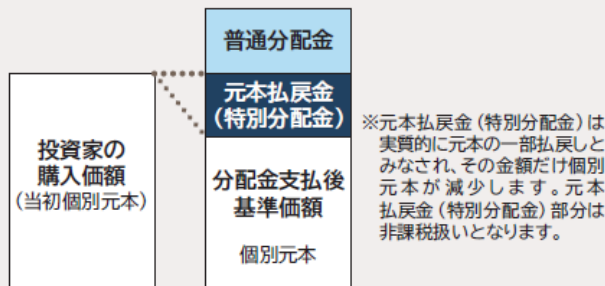 普通分配金
元本払戻金
(特別分配金)
投資家の
購入価額
(当初個別元本)
分配金支払後
基準価額
個別元本
※元本払戻金(特別分配金)は
実質的に元本の一部払戻しと
みなされ、その金額だけ個別
元本が減少します。元本
払戻金(特別分配金)部分は
非課税扱いとなります。